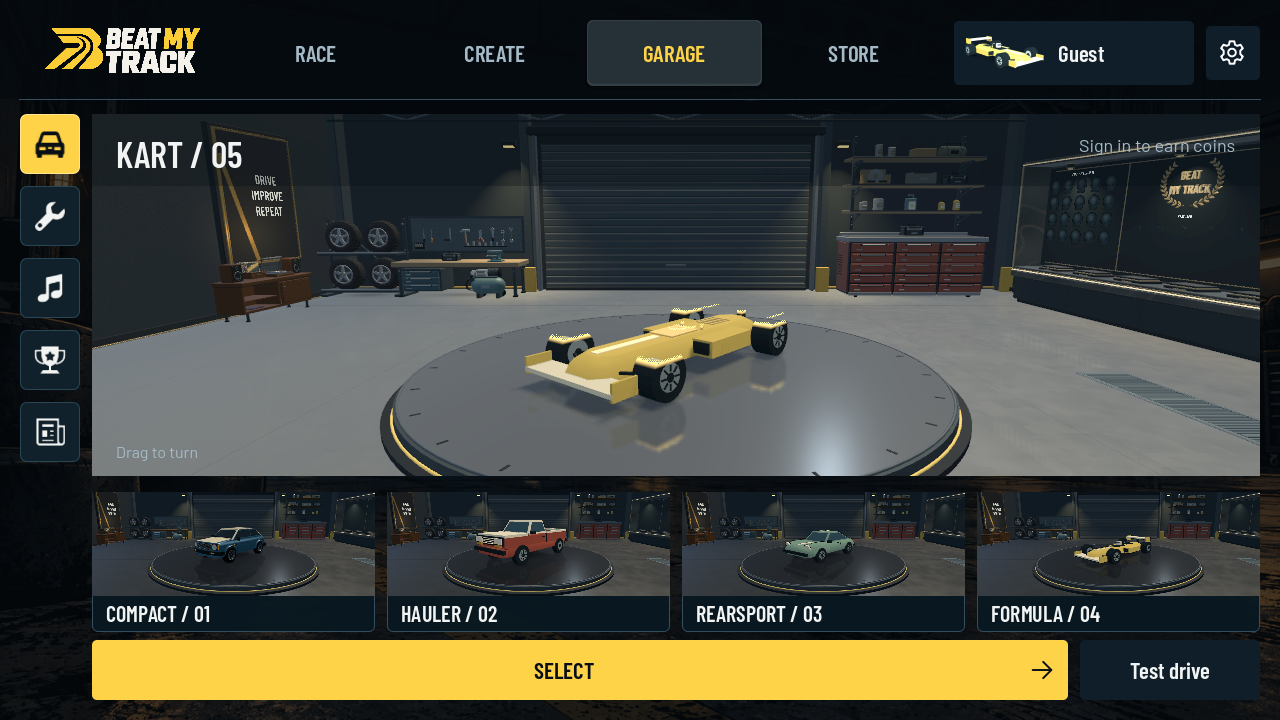 BEAT MY TRACK
RACE
CREATE
GARAGE
STORE
Guest
KART / 05
Sign in to earn coins
DRIVE
IMPROVE
REPEAT
BEAT
MY TRACK
Drag to turn
COMPACT / 01
HAULER / 02
REARSPORT / 03
FORMULA / 04
SELECT
Test drive